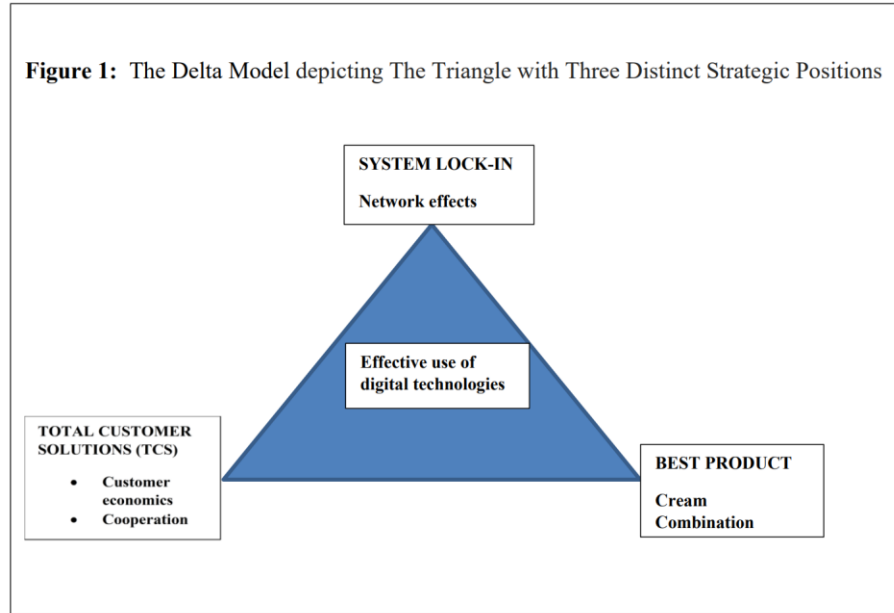 Figure 1: The Delta Model depicting The Triangle with Three Distinct Strategic Positions
SYSTEM LOCK-IN
Network effects
Effective use of
digital technologies
TOTAL CUSTOMER
SOLUTIONS (TCS)
• Customer
economics
• Cooperation
BEST PRODUCT
Cream
Combination